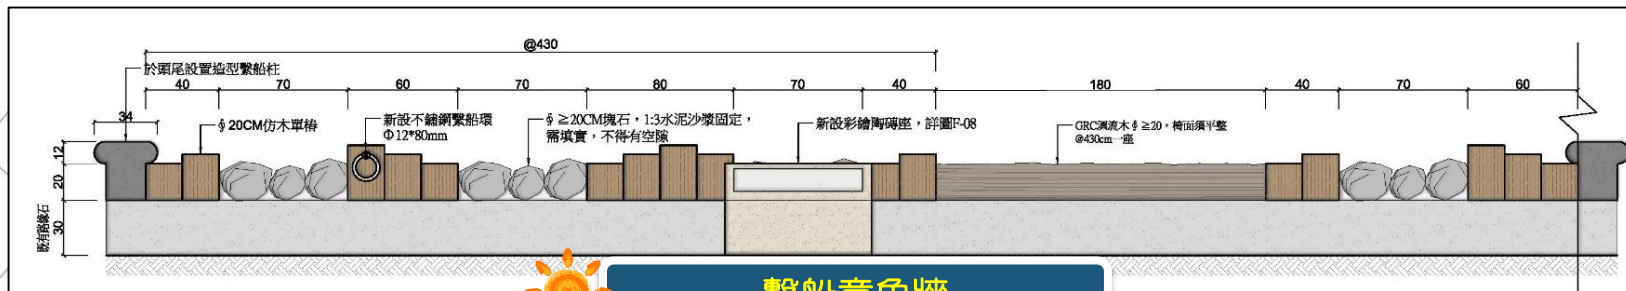 @430
於頭尾設置造型繫船柱
40 70 60 70 80 70 40 180 40 70 60
34
∮20CM仿木單樁
新設不鏽鋼繫船環
Φ12*80mm
∮≥20CM塊石，1:3水泥沙漿固定，
需填實，不得有空隙
新設彩繪陶磚座，詳圖F-08
GRC漂流木∮≥20，椅面須平整
@430cm一座
12
20
30
既有路緣石